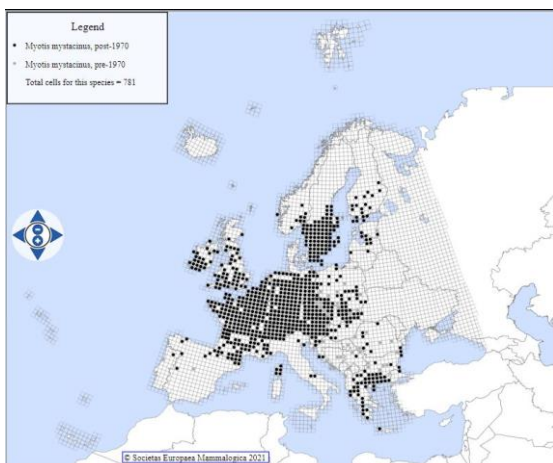 Legend
Myotis mystacinus, post-1970
Myotis mystacinus, pre-1970
Total cells for this species = 781
© Societas Europaea Mammalogica 2021